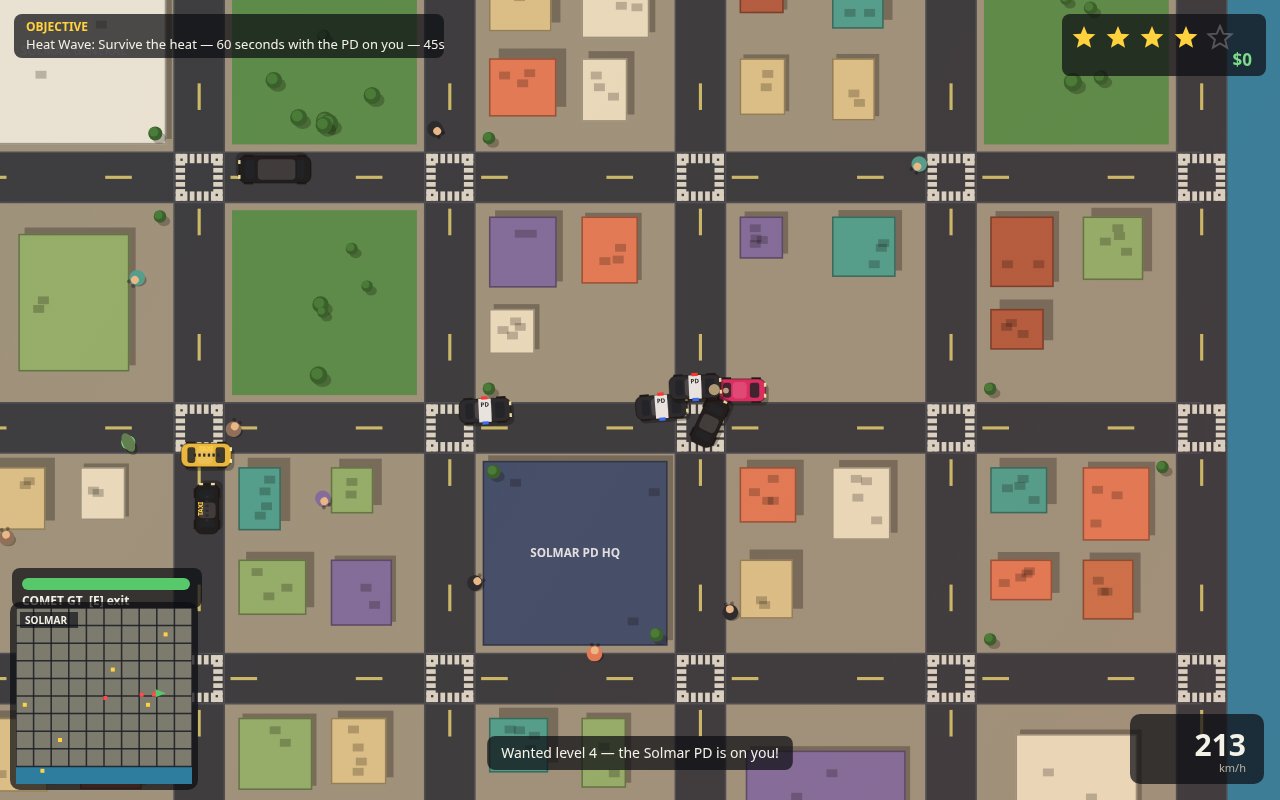 OBJECTIVE
Heat Wave: Survive the heat — 60 seconds with the PD on you — 45s
$0
PD
PD
PD
TAXI
SOLMAR PD HQ
COMET GT [E] exit
SOLMAR
Wanted level 4 — the Solmar PD is on you!
213
km/h